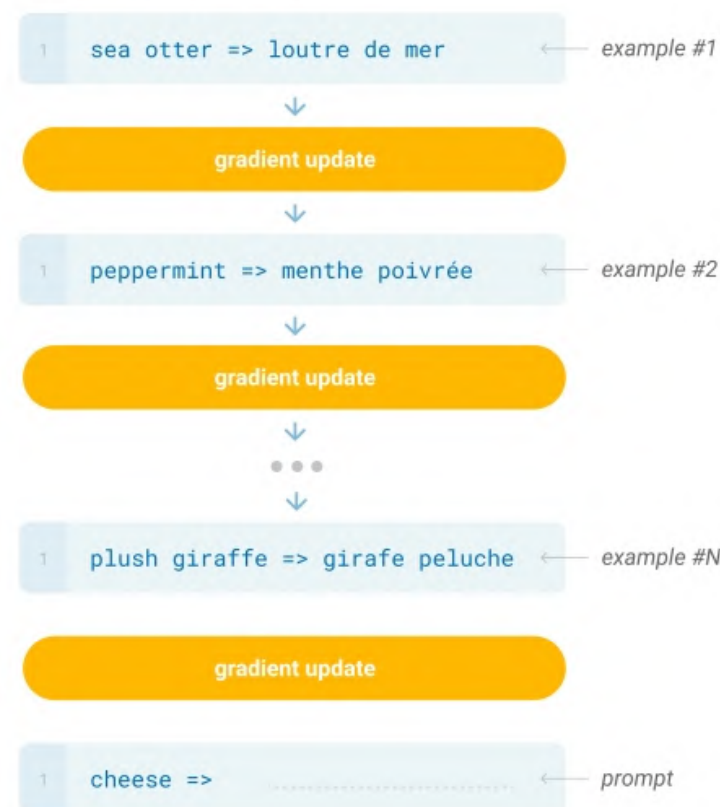 1 sea otter => loutre de mer example #1
gradient update
1 peppermint => menthe poivrée example #2
gradient update
1 plush giraffe => girafe peluche example #N
gradient update
1 cheese => prompt